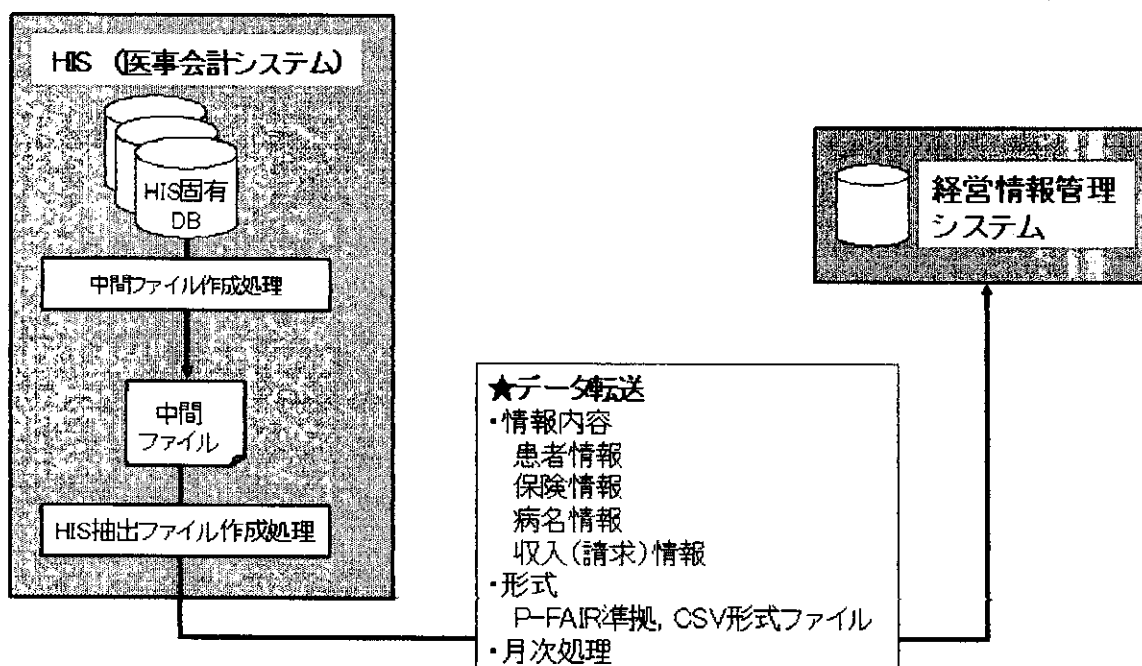 HIS（医事会計システム）
HIS固有
DB
中間ファイル作成処理
中間
ファイル
HIS抽出ファイル作成処理
経営情報管理
システム
★データ転送
・情報内容
患者情報
保険情報
病名情報
収入（請求）情報
・形式
P-FAIR準拠, CSV形式ファイル
・月次処理